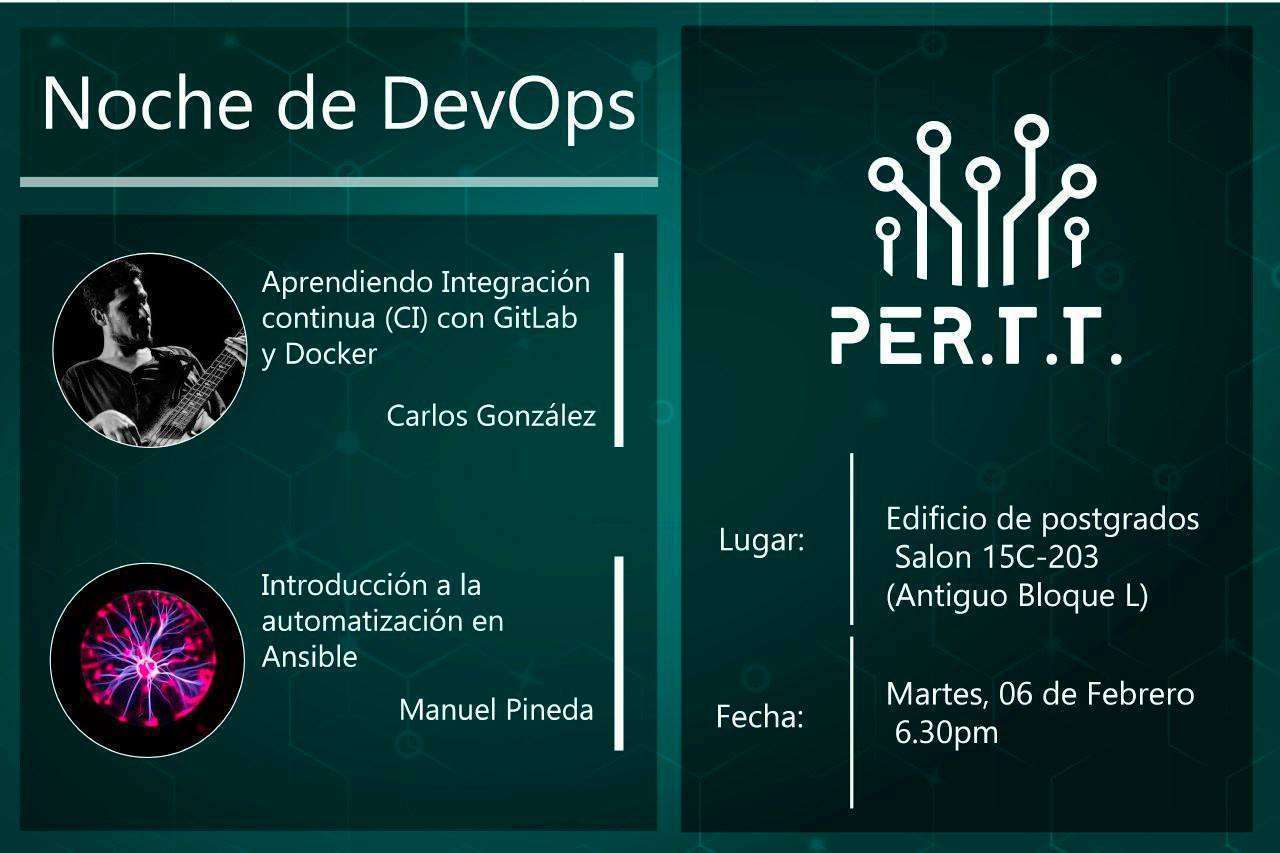 Noche de DevOps
Aprendiendo Integración
continua (CI) con GitLab
y Docker
Carlos González
Introducción a la
automatización en
Ansible
Manuel Pineda
PER.T.T.
Lugar:
Edificio de postgrados
Salon 15C-203
(Antiguo Bloque L)
Fecha:
Martes, 06 de Febrero
6.30pm